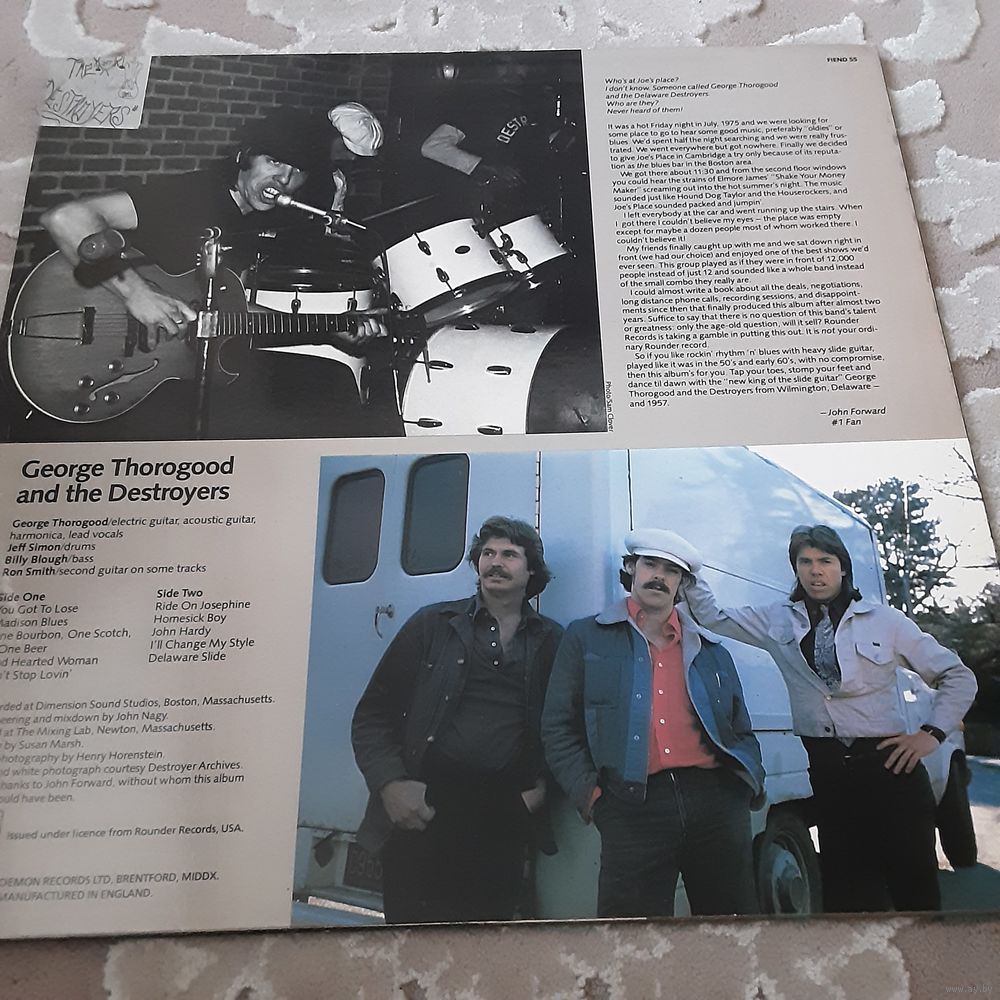 THE
DESTROYERS
DEST
FIEND 55
Who's at Joe's place?
I don't know. Someone called George Thorogood
and the Delaware Destroyers.
Who are they?
Never heard of them!
It was a hot Friday night in July, 1975 and we were looking for
some place to go to hear some good music, preferably "oldies" or
blues. We'd spent half the night searching and we were really frus-
trated. We went everywhere but got nowhere. Finally we decided
to give Joe's Place in Cambridge a try only because of its reputa-
tion as the blues bar in the Boston area.
We got there about 11:30 and from the second floor windows
you could hear the strains of Elmore James' "Shake Your Money
Maker" screaming out into the hot summer's night. The music
sounded just like Hound Dog Taylor and the Houserockers, and
Joe's Place sounded packed and jumpin'.
I left everybody at the car and went running up the stairs. When
I got there I couldn't believe my eyes – the place was empty
except for maybe a dozen people most of whom worked there. I
couldn't believe it!
My friends finally caught up with me and we sat down right in
front (we had our choice) and enjoyed one of the best shows we'd
ever seen. This group played as if they were in front of 12,000
people instead of just 12 and sounded like a whole band instead
of the small combo they really are.
I could almost write a book about all the deals, negotiations,
long distance phone calls, recording sessions, and disappoint-
ments since then that finally produced this album after almost two
years. Suffice to say that there is no question of this band's talent
or greatness: only the age-old question, will it sell? Rounder
Records is taking a gamble in putting this out. It is not your ordi-
nary Rounder record.
So if you like rockin' rhythm 'n' blues with heavy slide guitar,
played like it was in the 50's and early 60's, with no compromise,
then this album's for you. Tap your toes, stomp your feet and
dance til dawn with the "new king of the slide guitar" George
Thorogood and the Destroyers from Wilmington, Delaware –
and 1957.
– John Forward
#1 Fan
Photo/Sam Clover
George Thorogood
and the Destroyers
George Thorogood/electric guitar, acoustic guitar,
harmonica, lead vocals
Jeff Simon/drums
Billy Blough/bass
Ron Smith/second guitar on some tracks
Side One
You Got To Lose
Madison Blues
ne Bourbon, One Scotch,
One Beer
d Hearted Woman
n't Stop Lovin'
Side Two
Ride On Josephine
Homesick Boy
John Hardy
I'll Change My Style
Delaware Slide
rded at Dimension Sound Studios, Boston, Massachusetts.
eering and mixdown by John Nagy.
at The Mixing Lab, Newton, Massachusetts.
by Susan Marsh.
hotography by Henry Horenstein.
nd white photograph courtesy Destroyer Archives.
hanks to John Forward, without whom this album
ould have been.
issued under licence from Rounder Records, USA.
DEMON RECORDS LTD, BRENTFORD, MIDDX.
MANUFACTURED IN ENGLAND.
www.ay.by